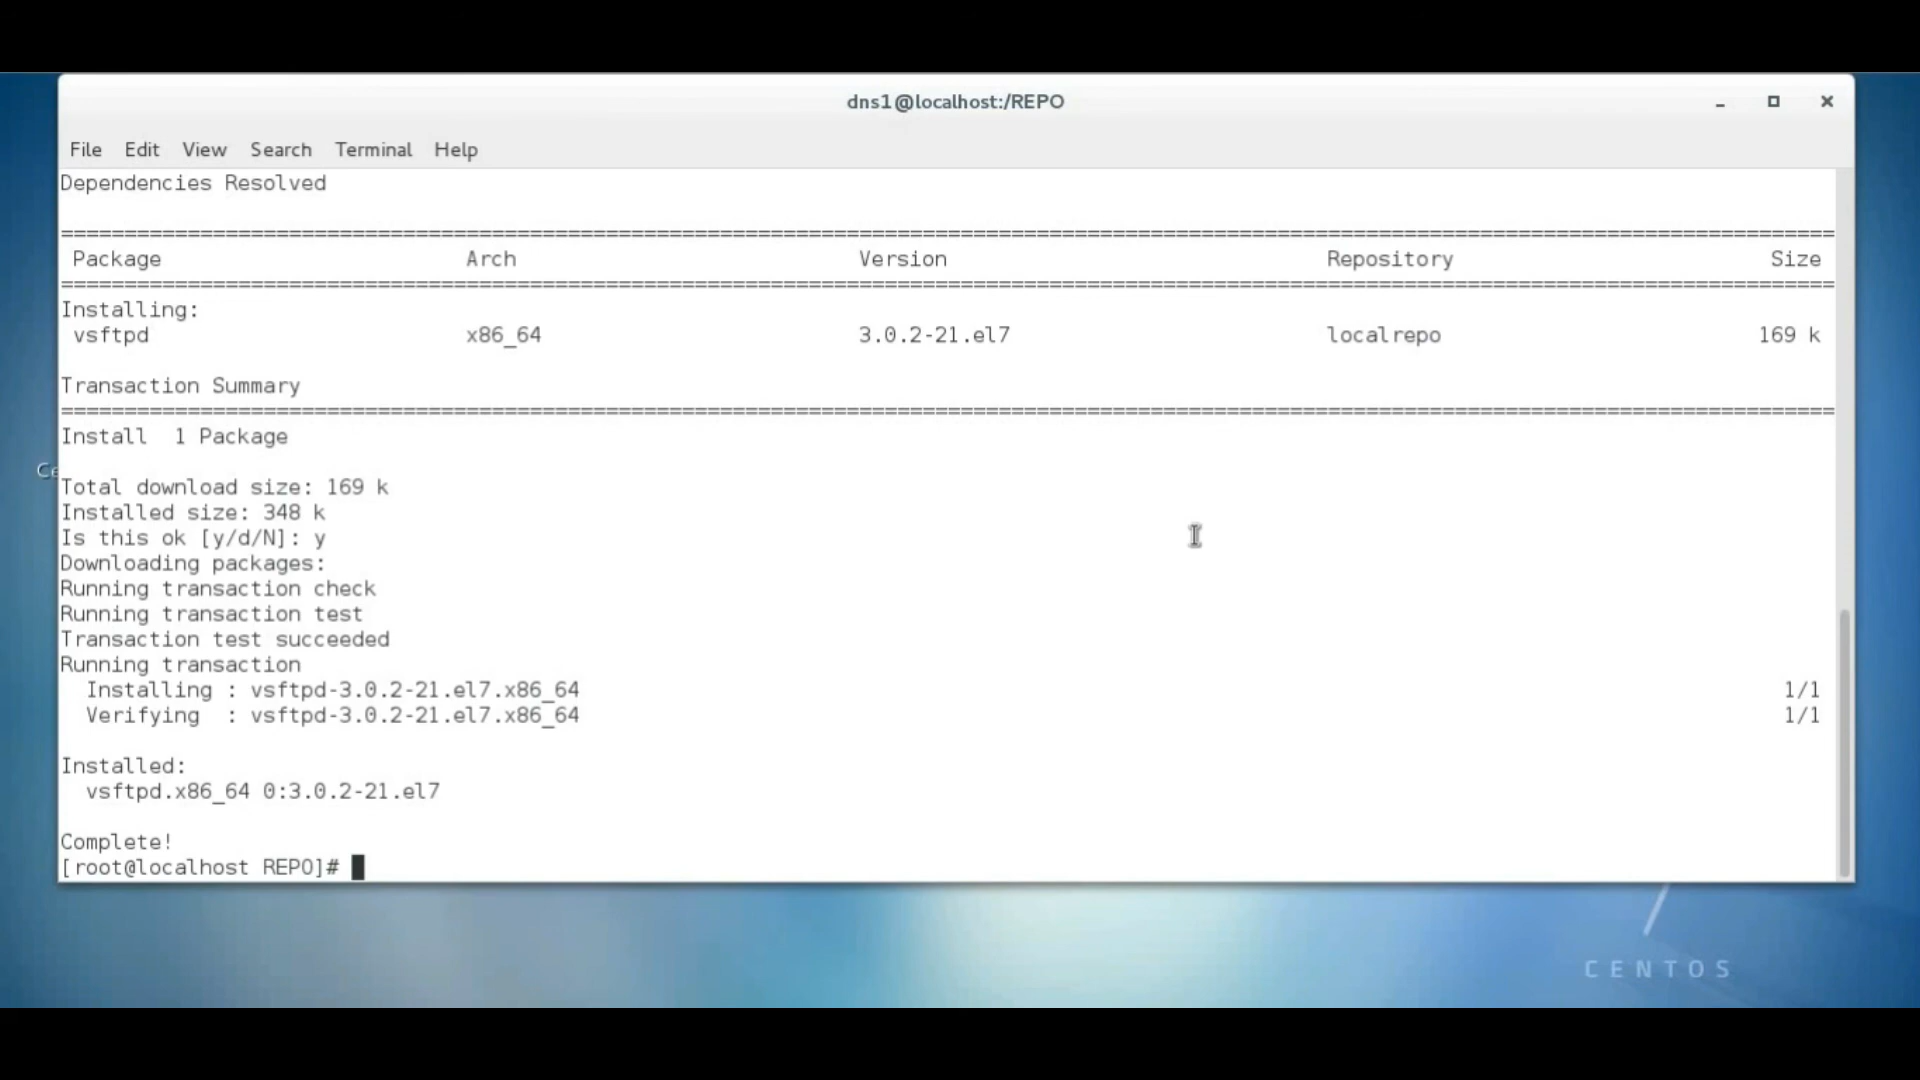 dns1@localhost:/REPO
File Edit View Search Terminal Help
Dependencies Resolved
================================================================================
Package Arch Version Repository Size
================================================================================
Installing:
vsftpd x86_64 3.0.2-21.el7 localrepo 169 k
Transaction Summary
================================================================================
Install 1 Package
Ce
Total download size: 169 k
Installed size: 348 k
Is this ok [y/d/N]: y
Downloading packages:
Running transaction check
Running transaction test
Transaction test succeeded
Running transaction
Installing : vsftpd-3.0.2-21.el7.x86_64 1/1
Verifying : vsftpd-3.0.2-21.el7.x86_64 1/1
Installed:
vsftpd.x86_64 0:3.0.2-21.el7
Complete!
[root@localhost REPO]#
7
CENTOS